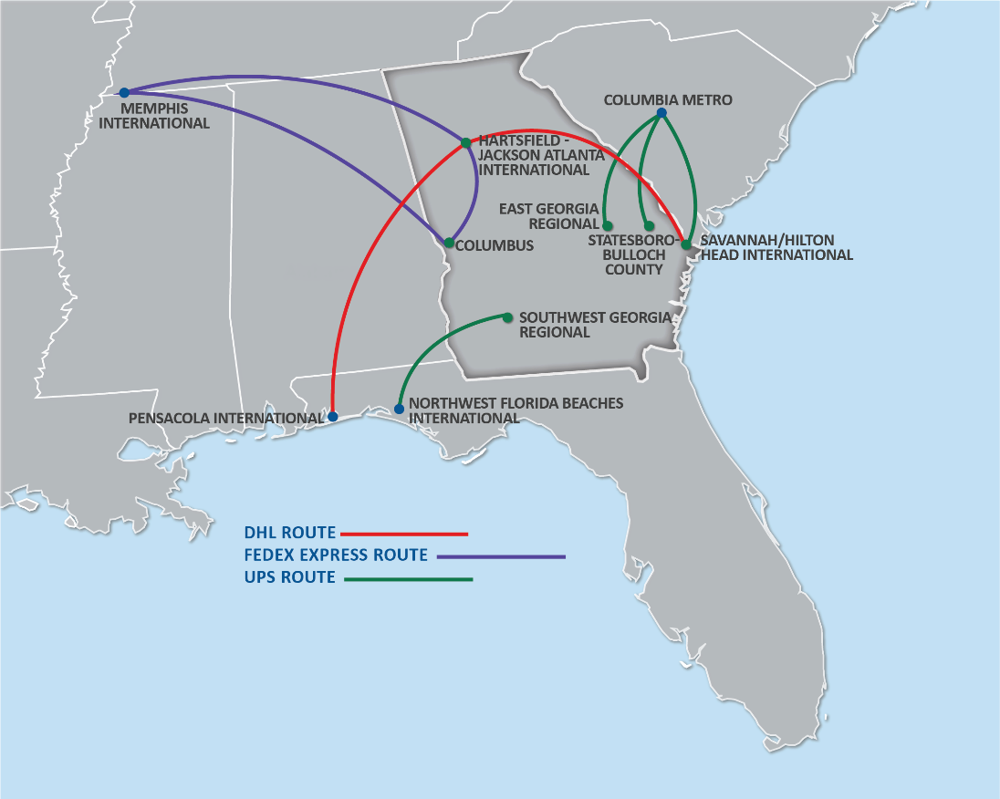 COLUMBIA METRO
MEMPHIS
INTERNATIONAL
HARTSFIELD -
JACKSON ATLANTA
INTERNATIONAL
EAST GEORGIA
REGIONAL
STATESBORO-
BULLOCH
COUNTY
SAVANNAH/HILTON
HEAD INTERNATIONAL
COLUMBUS
SOUTHWEST GEORGIA
REGIONAL
NORTHWEST FLORIDA BEACHES
INTERNATIONAL
PENSACOLA INTERNATIONAL
DHL ROUTE
FEDEX EXPRESS ROUTE
UPS ROUTE